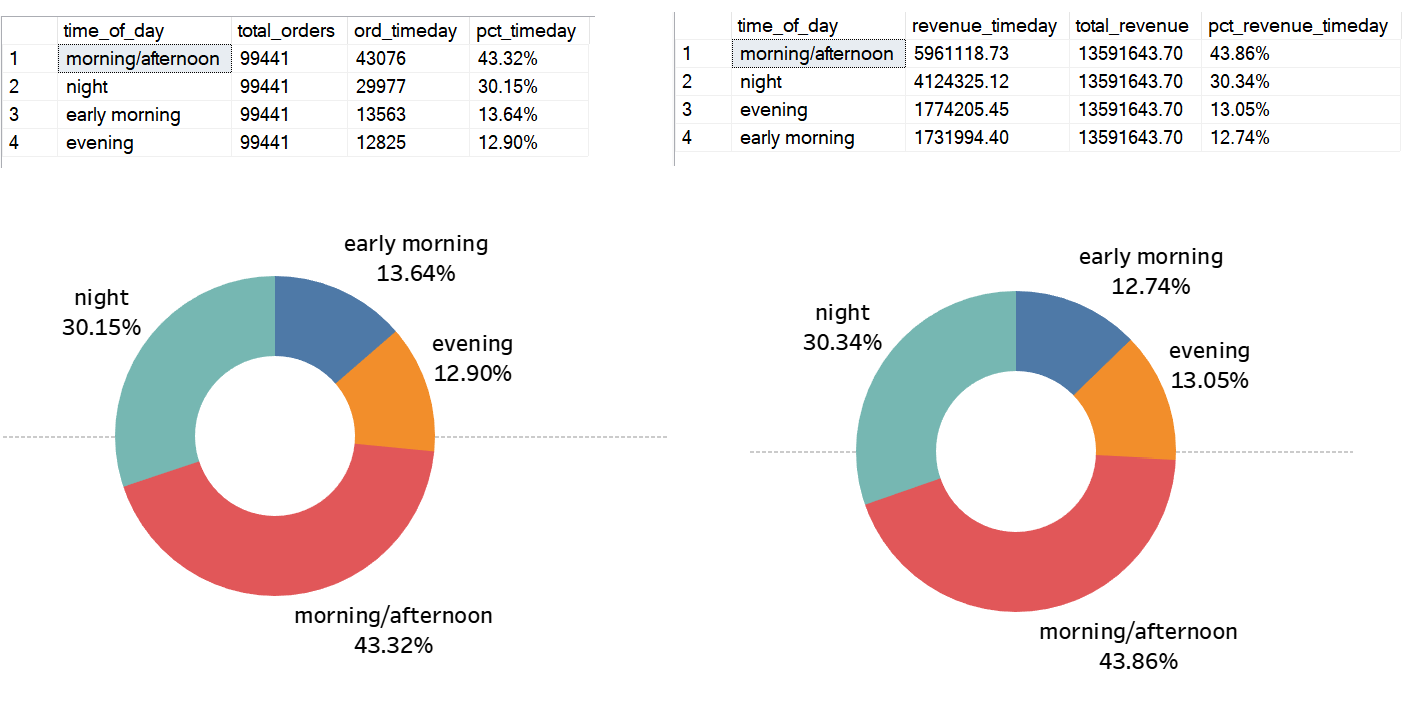 time_of_day total_orders ord_timeday pct_timeday
1 morning/afternoon 99441 43076 43.32%
2 night 99441 29977 30.15%
3 early morning 99441 13563 13.64%
4 evening 99441 12825 12.90%
time_of_day revenue_timeday total_revenue pct_revenue_timeday
1 morning/afternoon 5961118.73 13591643.70 43.86%
2 night 4124325.12 13591643.70 30.34%
3 evening 1774205.45 13591643.70 13.05%
4 early morning 1731994.40 13591643.70 12.74%
early morning
13.64%
night
30.15%
evening
12.90%
morning/afternoon
43.32%
early morning
12.74%
night
30.34%
evening
13.05%
morning/afternoon
43.86%